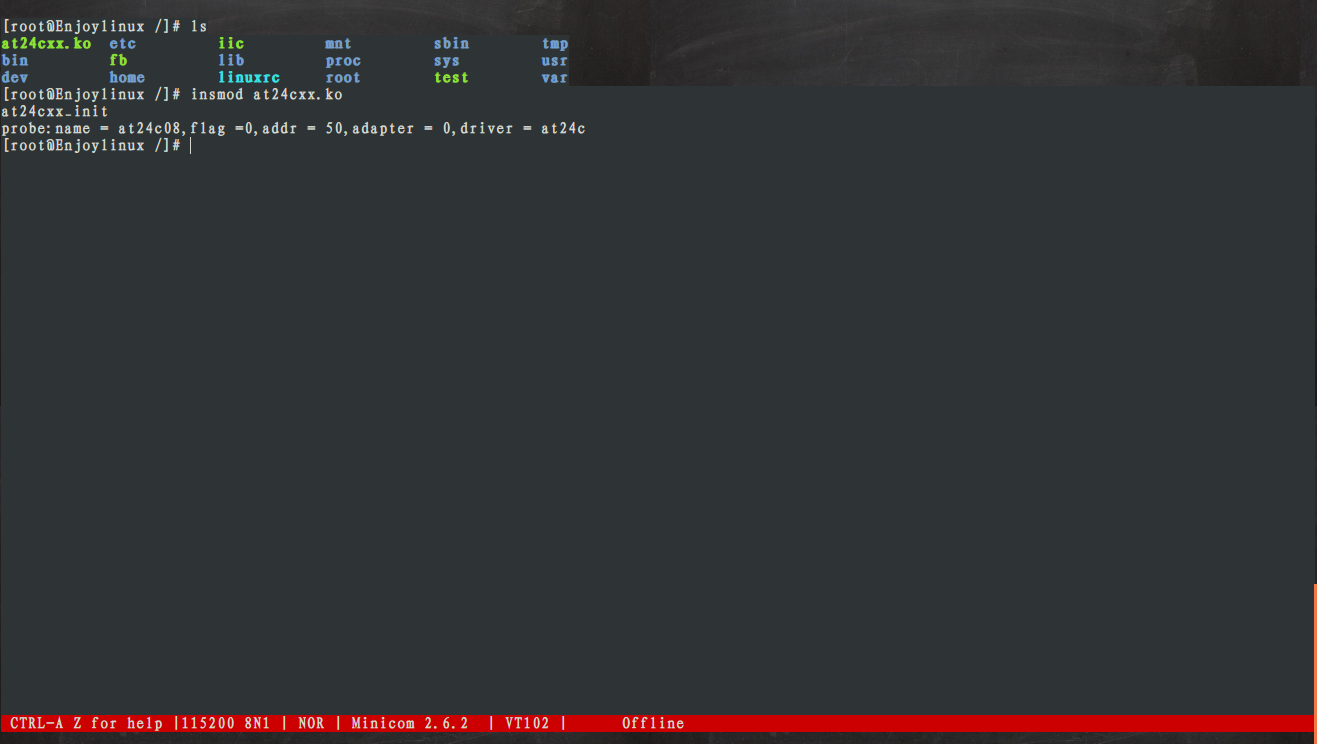 [root@Enjoylinux /]# ls
at24cxx.ko etc iic mnt sbin tmp
bin fb lib proc sys usr
dev home linuxrc root test var
[root@Enjoylinux /]# insmod at24cxx.ko
at24cxx_init
probe:name = at24c08,flag =0,addr = 50,adapter = 0,driver = at24c
[root@Enjoylinux /]#
CTRL-A Z for help |115200 8N1 | NOR | Minicom 2.6.2 | VT102 | Offline